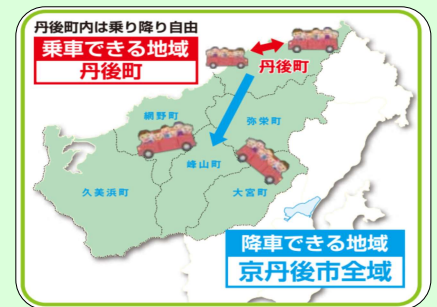 丹後町内は乗り降り自由
乗車できる地域
丹後町
丹後町
網野町
弥栄町
峰山町
久美浜町
大宮町
降車できる地域
京丹後市全域